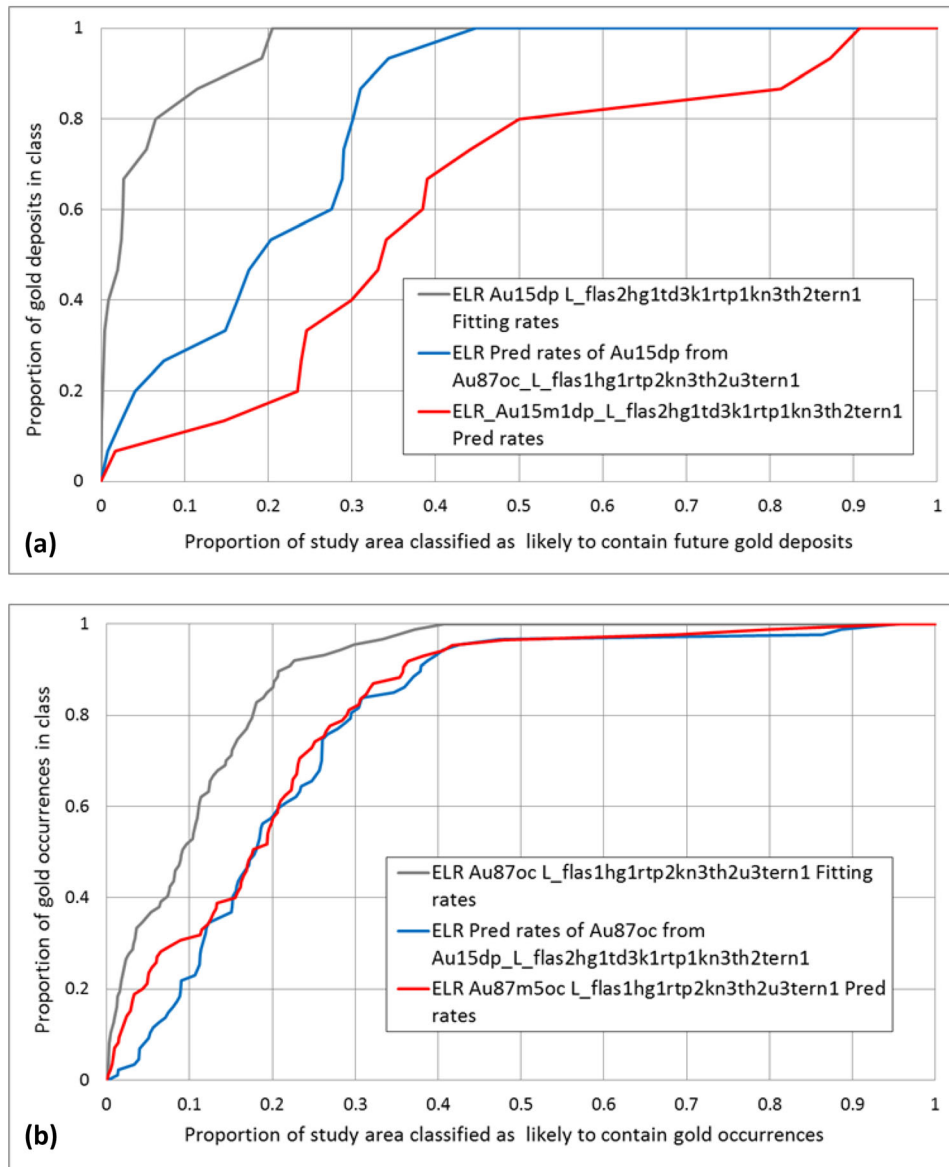 1
0.8
0.6
0.4
0.2
0
Proportion of gold deposits in class
0 0.1 0.2 0.3 0.4 0.5 0.6 0.7 0.8 0.9 1
ELR Au15dp L_flas2hg1td3k1rtp1kn3th2tern1
Fitting rates
ELR Pred rates of Au15dp from
Au87oc_L_flas1hg1rtp2kn3th2u3tern1
ELR_Au15m1dp_L_flas2hg1td3k1rtp1kn3th2tern1
Pred rates
(a)
Proportion of study area classified as likely to contain future gold deposits
1
0.8
0.6
0.4
0.2
0
Proportion of gold occurrences in class
0 0.1 0.2 0.3 0.4 0.5 0.6 0.7 0.8 0.9 1
ELR Au87oc L_flas1hg1rtp2kn3th2u3tern1 Fitting
rates
ELR Pred rates of Au87oc from
Au15dp_L_flas2hg1td3k1rtp1kn3th2tern1
ELR Au87m5oc L_flas1hg1rtp2kn3th2u3tern1 Pred
rates
(b)
Proportion of study area classified as likely to contain gold occurrences